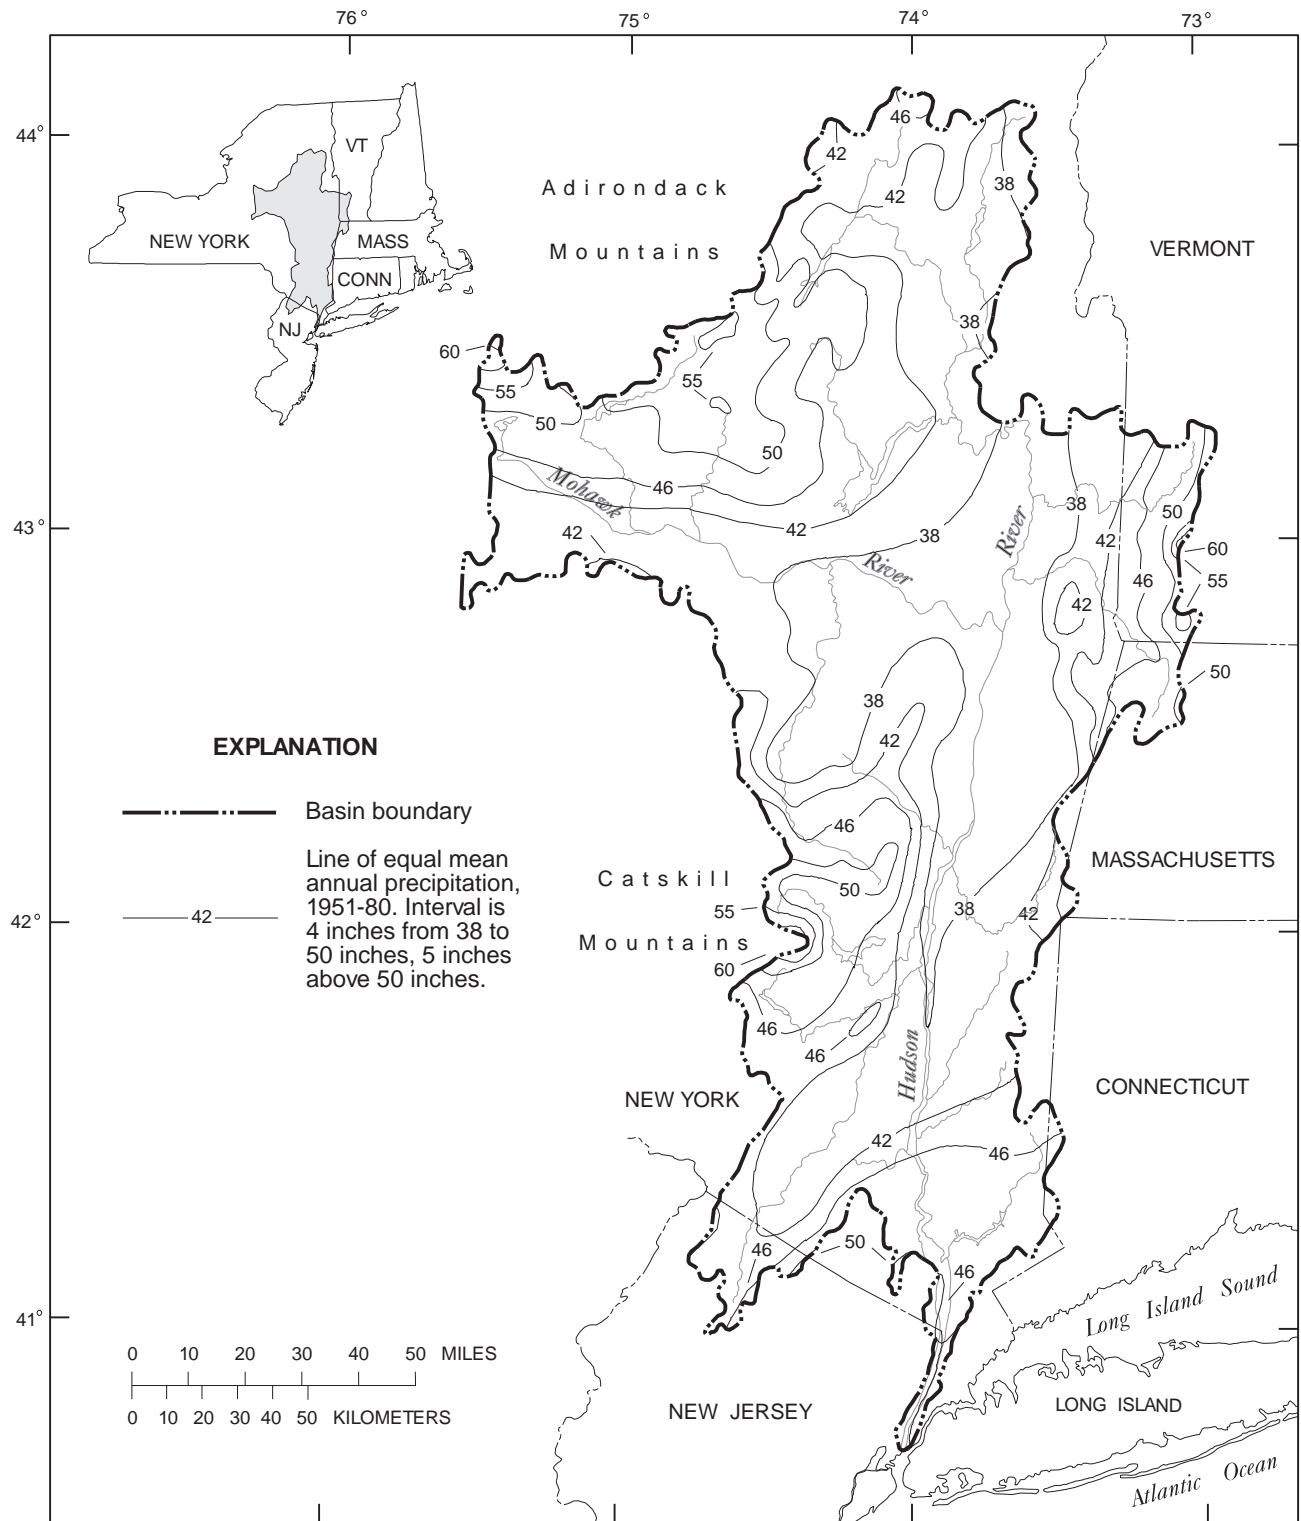 76°
75°
74°
73°
44°
43°
42°
41°
VT
NEW YORK
MASS
CONN
NJ
Adirondack
Mountains
VERMONT
46
42
42
38
38
60
55
50
55
50
46
42
42
38
Mohawk
River
River
38
42
50
60
55
46
42
50
38
42
EXPLANATION
Basin boundary
Line of equal mean
annual precipitation,
1951-80. Interval is
4 inches from 38 to
50 inches, 5 inches
above 50 inches.
42
46
50
Catskill
55
Mountains
60
38
42
MASSACHUSETTS
46
46
Hudson
NEW YORK
CONNECTICUT
42
46
46
50
46
Long Island Sound
0 10 20 30 40 50 MILES
0 10 20 30 40 50 KILOMETERS
NEW JERSEY
LONG ISLAND
Atlantic Ocean